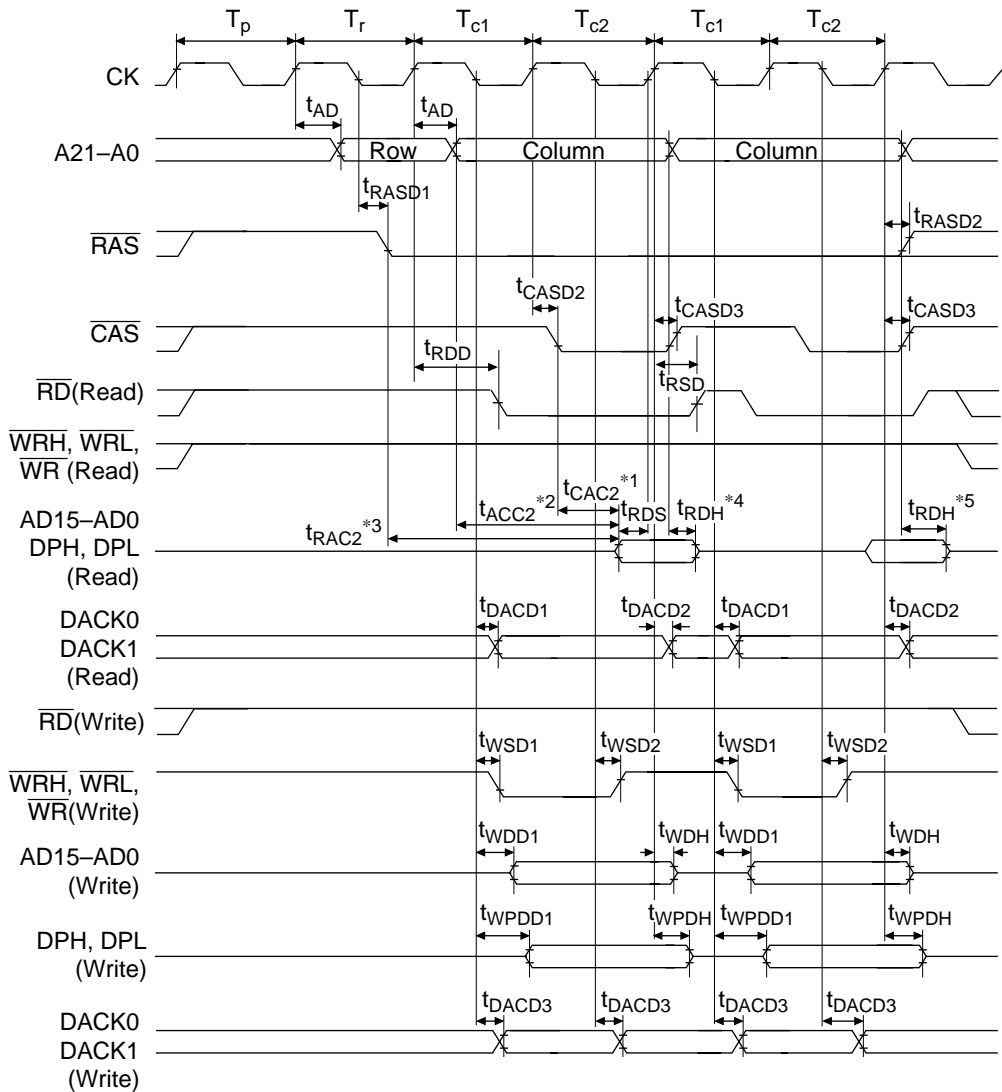 Tp Tr Tc1 Tc2 Tc1 Tc2
CK
tAD tAD
A21–A0 Row Column Column
tRASD1 tRASD2
RAS
tCASD2 tCASD3 tCASD3
CAS
tRDD tRSD
RD(Read)
WRH, WRL,
WR (Read)
tCAC2*1
tACC2*2 tRDS tRDH*4 tRDH*5
tRAC2*3
AD15–AD0
DPH, DPL
(Read)
tDACD1 tDACD2 tDACD1 tDACD2
DACK0
DACK1
(Read)
RD(Write)
tWSD1 tWSD2 tWSD1 tWSD2
WRH, WRL,
WR(Write)
tWDD1 tWDH tWDD1 tWDH
AD15–AD0
(Write)
tWPDD1 tWPDH tWPDD1 tWPDH
DPH, DPL
(Write)
tDACD3 tDACD3 tDACD3 tDACD3
DACK0
DACK1
(Write)